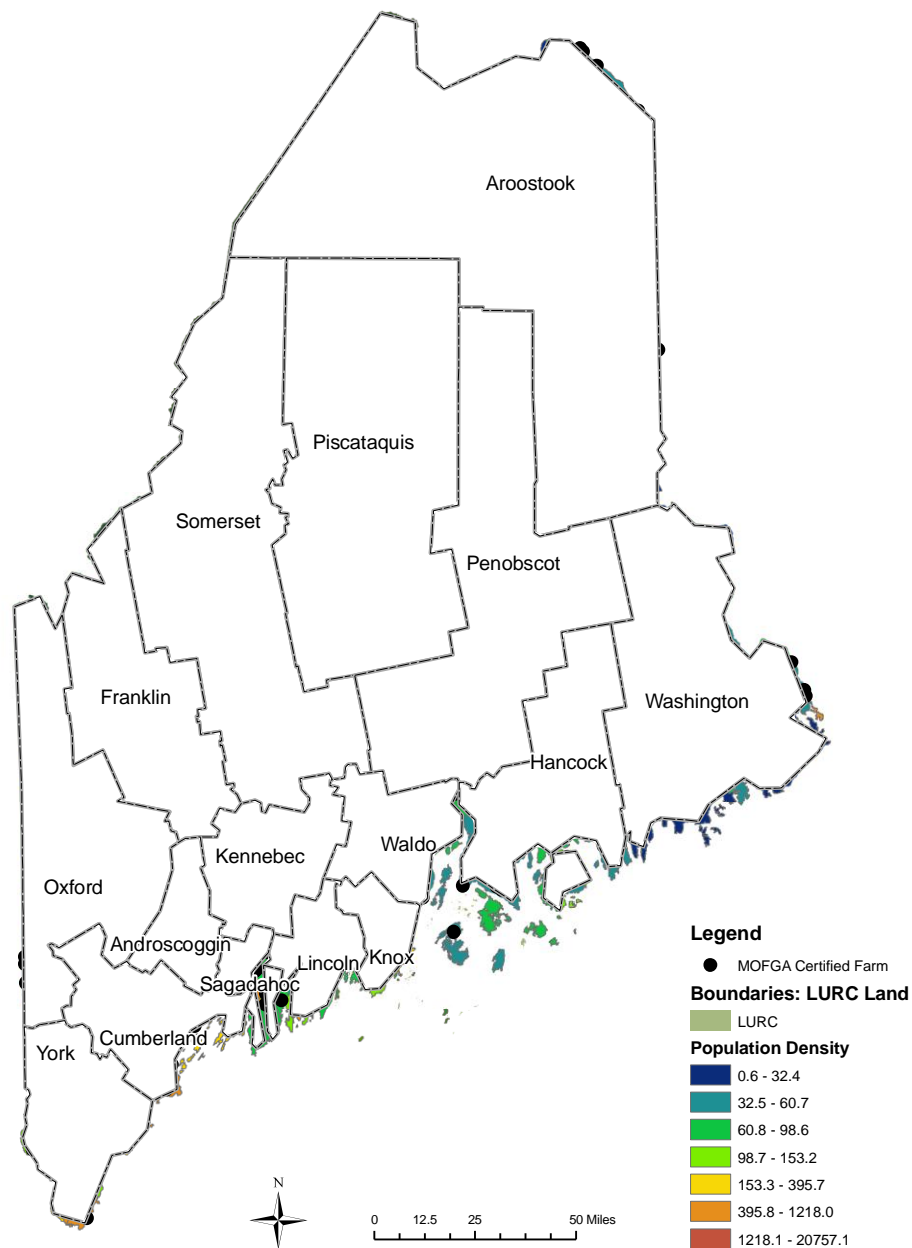 Aroostook
Piscataquis
Somerset
Penobscot
Franklin
Washington
Hancock
Waldo
Kennebec
Oxford
Androscoggin
Lincoln
Knox
Sagadahoc
Cumberland
York
Legend
MOFGA Certified Farm
Boundaries: LURC Land
LURC
Population Density
0.6 - 32.4
32.5 - 60.7
60.8 - 98.6
98.7 - 153.2
153.3 - 395.7
395.8 - 1218.0
1218.1 - 20757.1
N
0 12.5 25 50 Miles